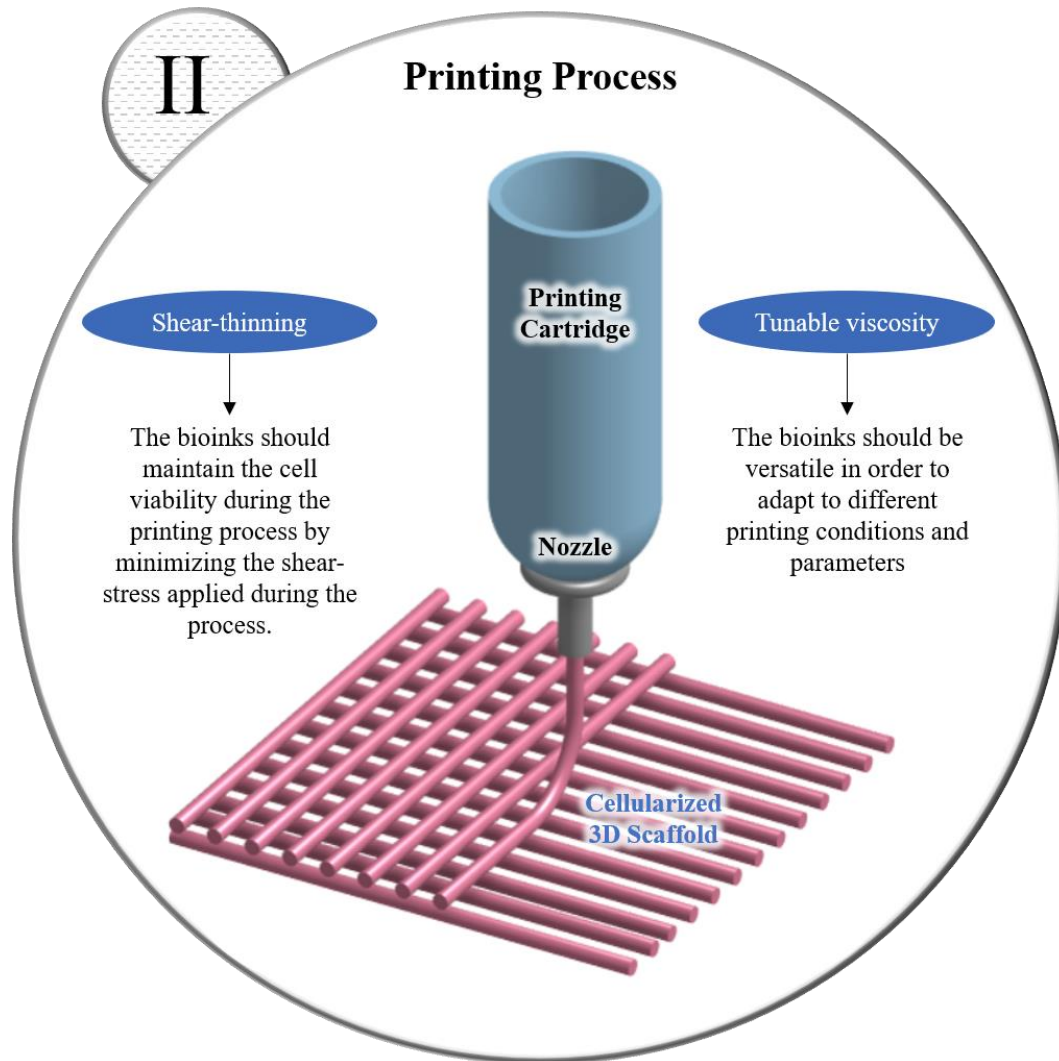 II
Printing Process
Printing
Cartridge
Shear-thinning
Tunable viscosity
The bioinks should
maintain the cell
viability during the
printing process by
minimizing the shear-
stress applied during the
process.
The bioinks should be
versatile in order to
adapt to different
printing conditions and
parameters
Nozzle
Cellularized
3D Scaffold